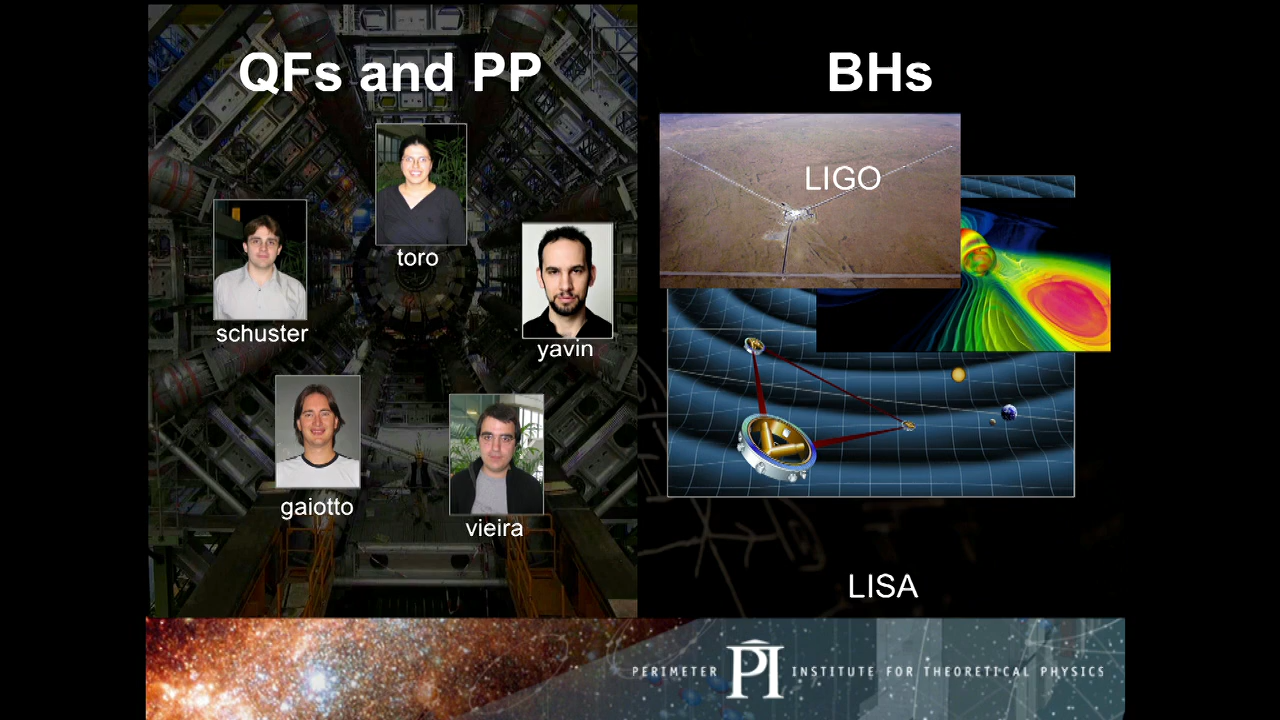 QFs and PP
toro
schuster
yavin
gaiotto
vieira
BHs
LIGO
LISA
PERIMETER PI INSTITUTE FOR THEORETICAL PHYSICS